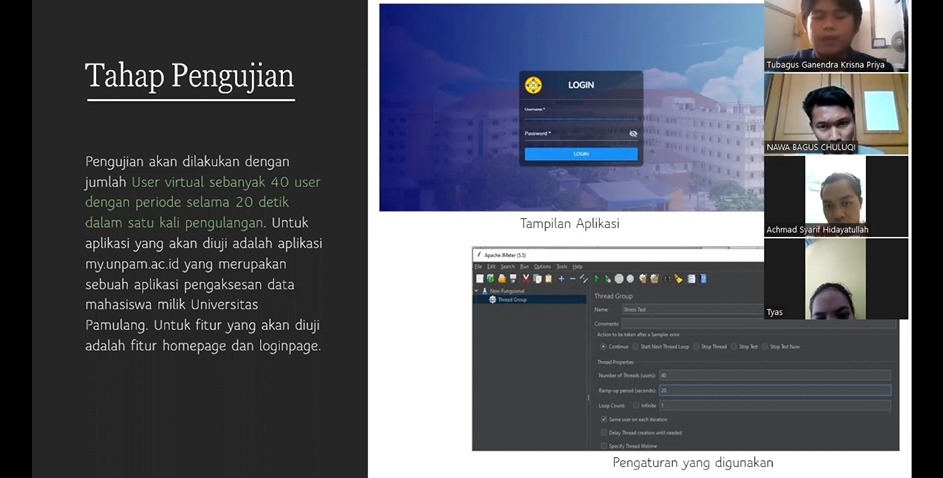 Tahap Pengujian
Pengujian akan dilakukan dengan
jumlah User virtual sebanyak 40 user
dengan periode selama 20 detik
dalam satu kali pengulangan. Untuk
aplikasi yang akan diuji adalah aplikasi
my.unpam.ac.id yang merupakan
sebuah aplikasi pengaksesan data
mahasiswa milik Universitas
Pamulang. Untuk fitur yang akan diuji
adalah fitur homepage dan loginpage.
LOGIN
Username *
Password *
LOGIN
Tampilan Aplikasi
Apache JMeter (5.5)
File Edit Search Run Options Tools Help
Non-Fungsional
Thread Group
Thread Group
Name: Stress Test
Comments
Action to be taken after a Sampler error
Continue Start Next Thread Loop Stop Thread Stop Test Stop Test Now
Thread Properties
Number of Threads (users): 40
Ramp-up period (seconds): 20
Loop Count: Infinite 1
Same user on each iteration
Delay Thread creation until needed
Specify Thread lifetime
Pengaturan yang digunakan
Tubagus Ganendra Krisna Priya
NAWA BAGUS CHULUQI
Achmad Syarif Hidayatullah
Tyas